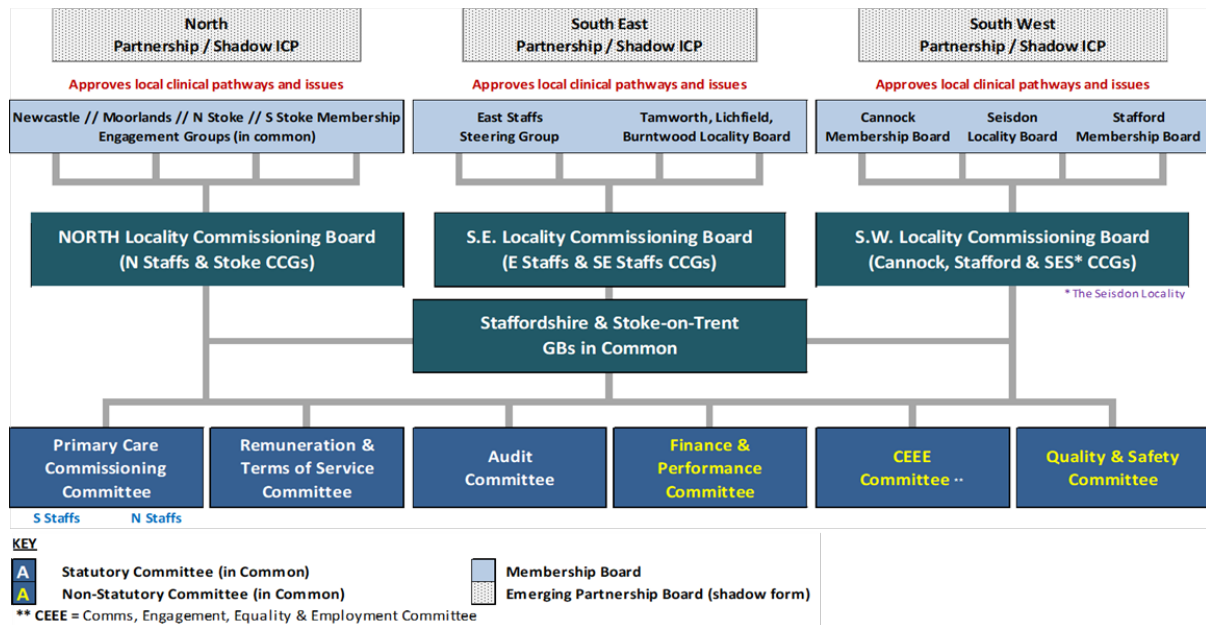 North
Partnership / Shadow ICP
South East
Partnership / Shadow ICP
South West
Partnership / Shadow ICP
Approves local clinical pathways and issues
Approves local clinical pathways and issues
Approves local clinical pathways and issues
Newcastle // Moorlands // N Stoke // S Stoke Membership
Engagement Groups (in common)
East Staffs
Steering Group
Tamworth, Lichfield,
Burntwood Locality Board
Cannock
Membership Board
Seisdon
Locality Board
Stafford
Membership Board
NORTH Locality Commissioning Board
(N Staffs & Stoke CCGs)
S.E. Locality Commissioning Board
(E Staffs & SE Staffs CCGs)
S.W. Locality Commissioning Board
(Cannock, Stafford & SES* CCGs)
* The Seisdon Locality
Staffordshire & Stoke-on-Trent
GBs in Common
Primary Care
Commissioning
Committee
Remuneration &
Terms of Service
Committee
Audit
Committee
Finance &
Performance
Committee
CEEE
Committee **
Quality & Safety
Committee
S Staffs N Staffs
KEY
A Statutory Committee (in Common)
A Non-Statutory Committee (in Common)
Membership Board
Emerging Partnership Board (shadow form)
** CEEE = Comms, Engagement, Equality & Employment Committee